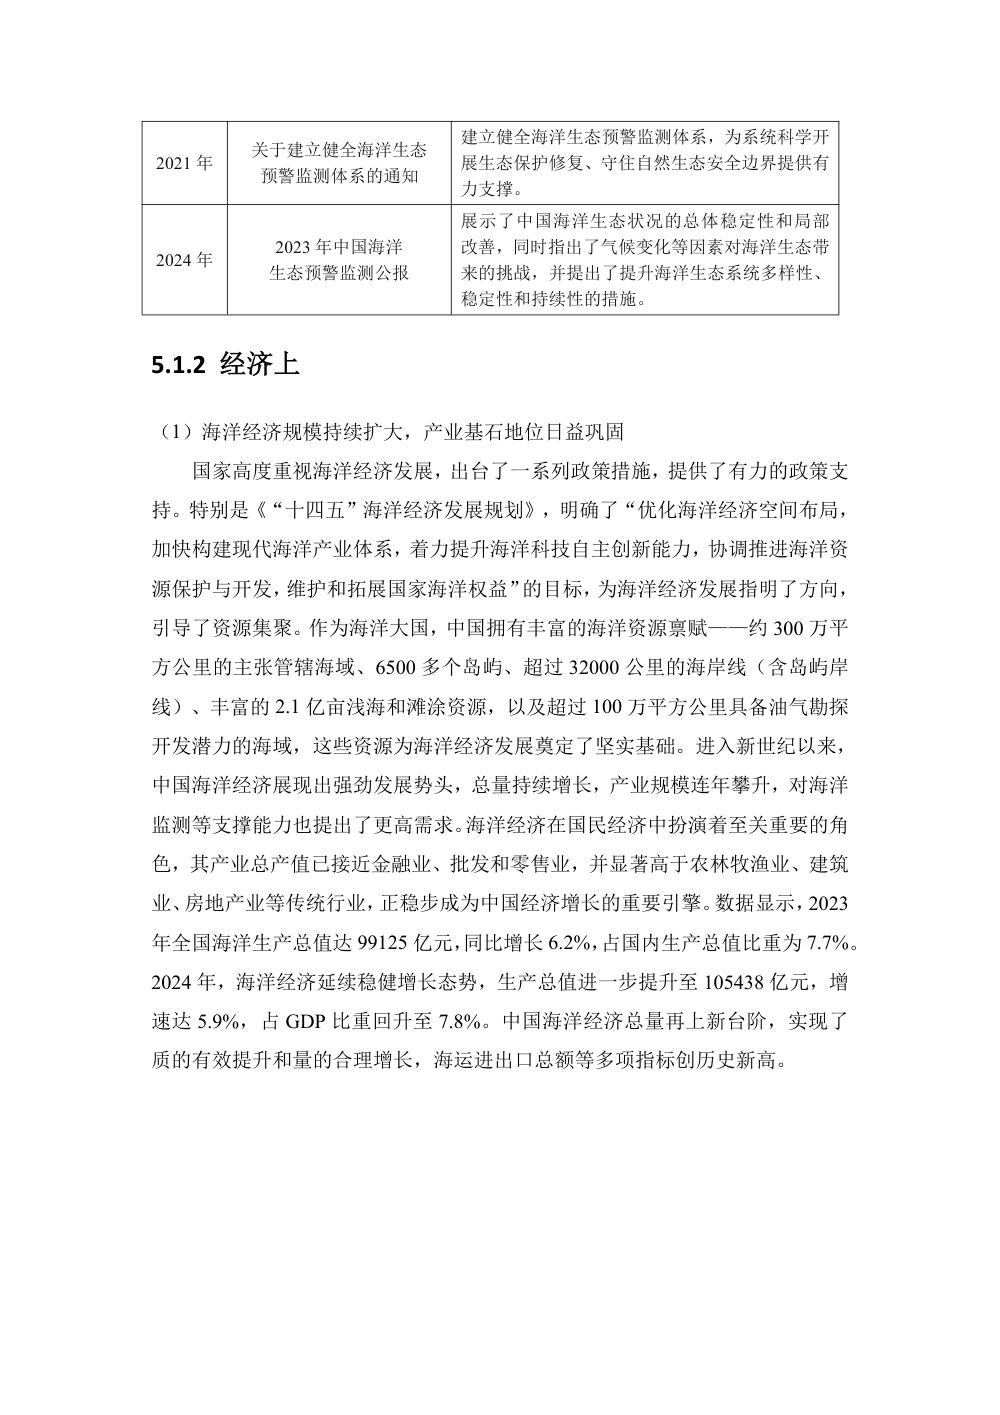 2021 年
关于建立健全海洋生态
预警监测体系的通知
建立健全海洋生态预警监测体系，为系统科学开
展生态保护修复、守住自然生态安全边界提供有
力支撑。
2024 年
2023 年中国海洋
生态预警监测公报
展示了中国海洋生态状况的总体稳定性和局部
改善，同时指出了气候变化等因素对海洋生态带
来的挑战，并提出了提升海洋生态系统多样性、
稳定性和持续性的措施。
5.1.2 经济上
（1）海洋经济规模持续扩大，产业基石地位日益巩固
国家高度重视海洋经济发展，出台了一系列政策措施，提供了有力的政策支
持。特别是《“十四五”海洋经济发展规划》，明确了“优化海洋经济空间布局，
加快构建现代海洋产业体系，着力提升海洋科技自主创新能力，协调推进海洋资
源保护与开发，维护和拓展国家海洋权益”的目标，为海洋经济发展指明了方向，
引导了资源集聚。作为海洋大国，中国拥有丰富的海洋资源禀赋——约 300 万平
方公里的主张管辖海域、6500 多个岛屿、超过 32000 公里的海岸线（含岛屿岸
线）、丰富的 2.1 亿亩浅海和滩涂资源，以及超过 100 万平方公里具备油气勘探
开发潜力的海域，这些资源为海洋经济发展奠定了坚实基础。进入新世纪以来，
中国海洋经济展现出强劲发展势头，总量持续增长，产业规模连年攀升，对海洋
监测等支撑能力也提出了更高需求。海洋经济在国民经济中扮演着至关重要的角
色，其产业总产值已接近金融业、批发和零售业，并显著高于农林牧渔业、建筑
业、房地产业等传统行业，正稳步成为中国经济增长的重要引擎。数据显示，2023
年全国海洋生产总值达 99125 亿元，同比增长 6.2%，占国内生产总值比重为 7.7%。
2024 年，海洋经济延续稳健增长态势，生产总值进一步提升至 105438 亿元，增
速达 5.9%，占 GDP 比重回升至 7.8%。中国海洋经济总量再上新台阶，实现了
质的有效提升和量的合理增长，海运进出口总额等多项指标创历史新高。